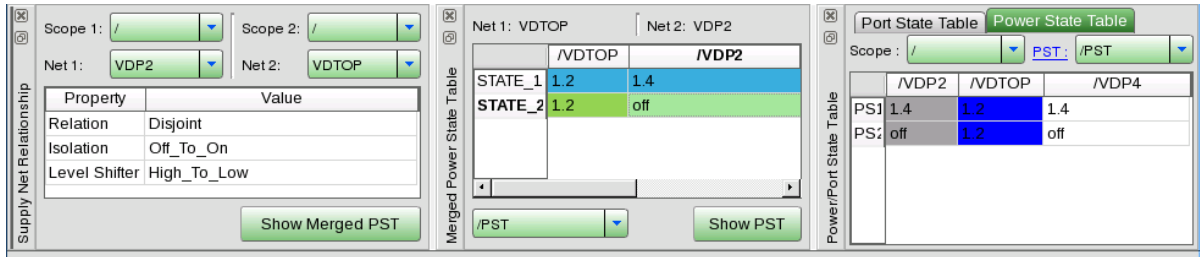 Supply Net Relationship
Scope 1: / Scope 2: /
Net 1: VDP2 Net 2: VDTOP
Property Value
Relation Disjoint
Isolation Off_To_On
Level Shifter High_To_Low
Show Merged PST
Merged Power State Table
Net 1: VDTOP Net 2: VDP2
/VDTOP /VDP2
STATE_1 1.2 1.4
STATE_2 1.2 off
/PST Show PST
Power/Port State Table
Port State Table Power State Table
Scope : / PST : /PST
/VDP2 /VDTOP /VDP4
PS1 1.4 1.2 1.4
PS2 off 1.2 off